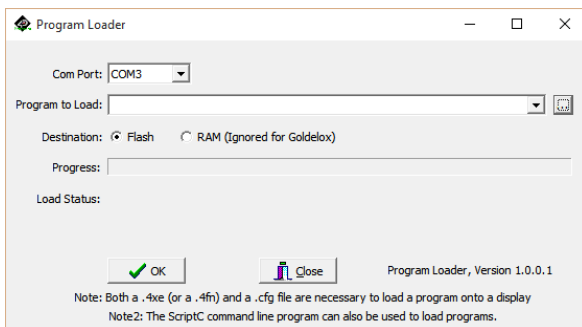 Program Loader
Com Port: COM3
Program to Load:
Destination: Flash RAM (Ignored for Goldelox)
Progress:
Load Status:
OK Close Program Loader, Version 1.0.0.1
Note: Both a .4xe (or a .4fn) and a .cfg file are necessary to load a program onto a display
Note2: The ScriptC command line program can also be used to load programs.